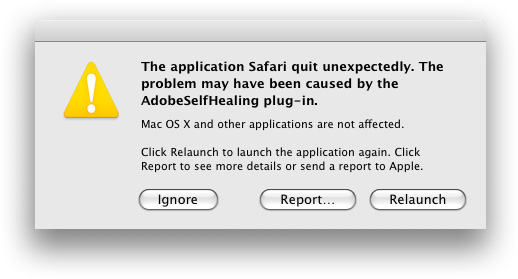 The application Safari quit unexpectedly. The
problem may have been caused by the
AdobeSelfHealing plug-in.
Mac OS X and other applications are not affected.
Click Relaunch to launch the application again. Click
Report to see more details or send a report to Apple.
Ignore
Report...
Relaunch